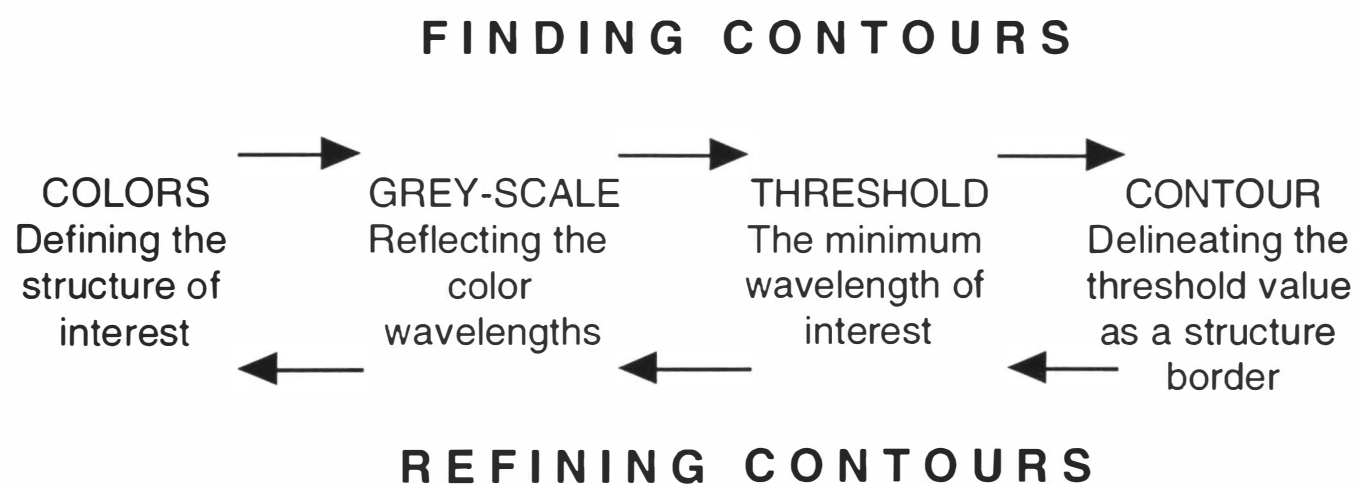 FINDING CONTOURS
COLORS
Defining the
structure of
interest
GREY-SCALE
Reflecting the
color
wavelengths
THRESHOLD
The minimum
wavelength of
interest
CONTOUR
Delineating the
threshold value
as a structure
border
REFINING CONTOURS